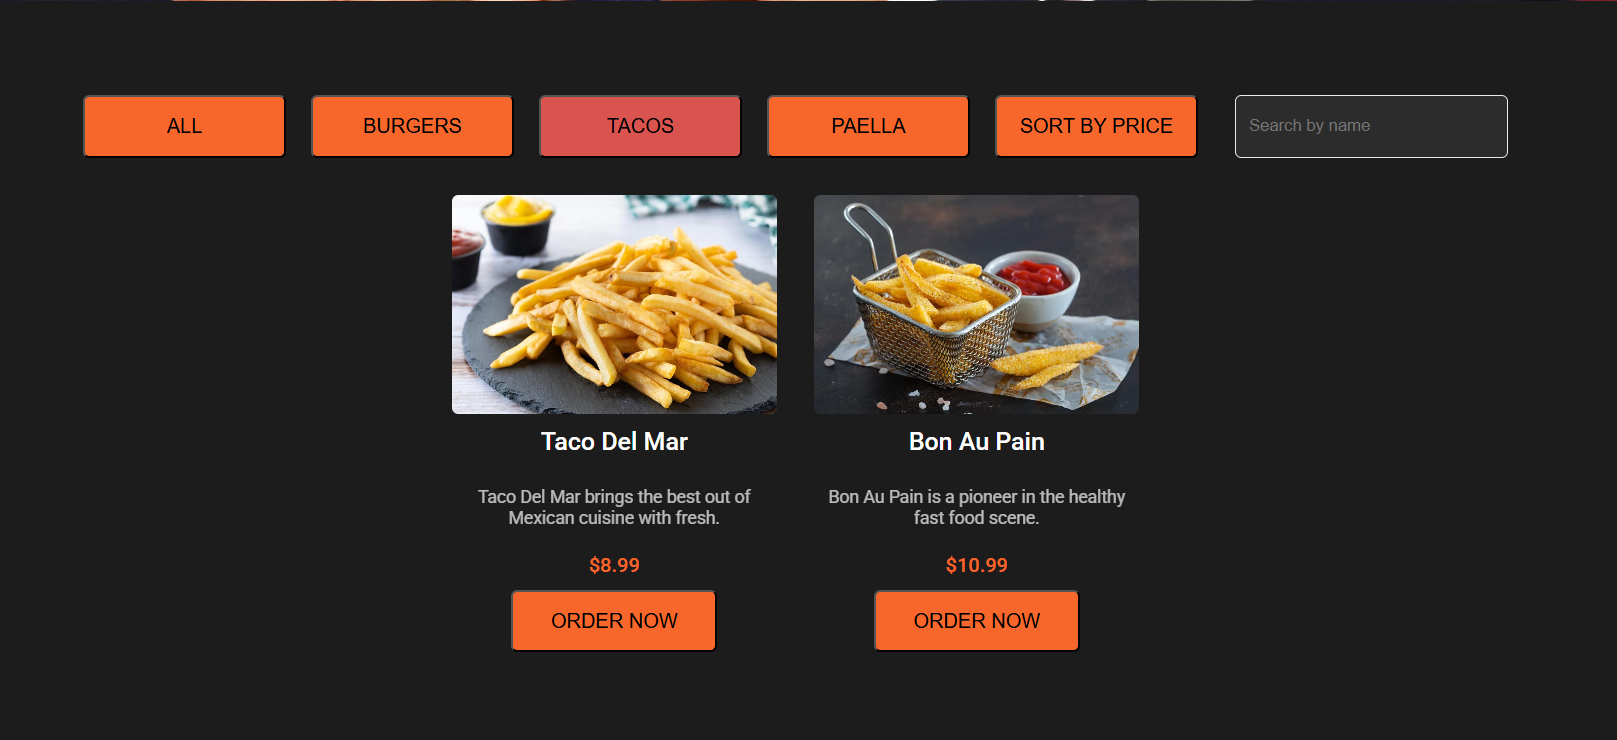 ALL
BURGERS
TACOS
PAELLA
SORT BY PRICE
Search by name
Taco Del Mar
Taco Del Mar brings the best out of
Mexican cuisine with fresh.
$8.99
ORDER NOW
Bon Au Pain
Bon Au Pain is a pioneer in the healthy
fast food scene.
$10.99
ORDER NOW